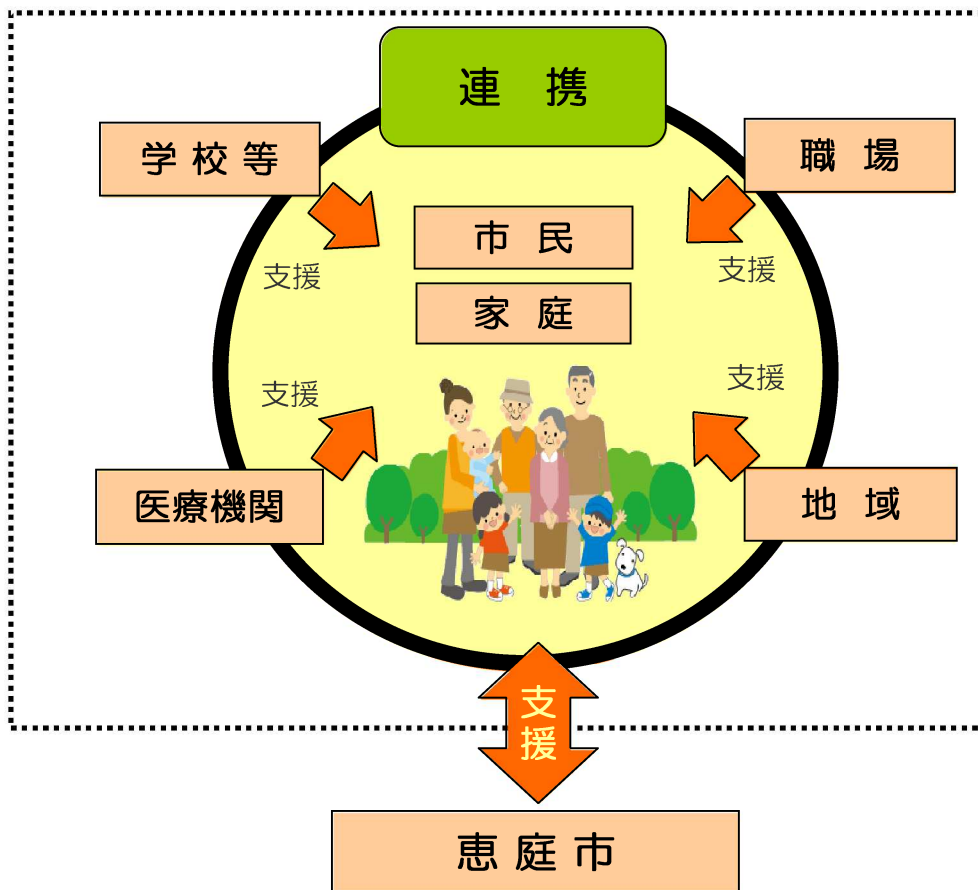 連 携
学 校 等
職 場
市 民
支援
支援
家 庭
支援
支援
医療機関
地 域
支援
恵 庭 市